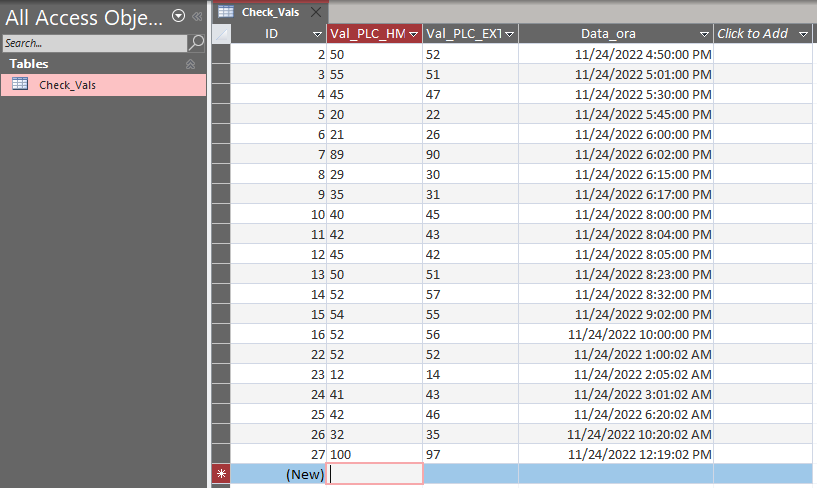 All Access Obje...
Search...
Tables
Check_Vals
Check_Vals
ID Val_PLC_HM Val_PLC_EXT Data_ora Click to Add
2 50 52 11/24/2022 4:50:00 PM
3 55 51 11/24/2022 5:01:00 PM
4 45 47 11/24/2022 5:30:00 PM
5 20 22 11/24/2022 5:45:00 PM
6 21 26 11/24/2022 6:00:00 PM
7 89 90 11/24/2022 6:02:00 PM
8 29 30 11/24/2022 6:15:00 PM
9 35 31 11/24/2022 6:17:00 PM
10 40 45 11/24/2022 8:00:00 PM
11 42 43 11/24/2022 8:04:00 PM
12 45 42 11/24/2022 8:05:00 PM
13 50 51 11/24/2022 8:23:00 PM
14 52 57 11/24/2022 8:32:00 PM
15 54 55 11/24/2022 9:02:00 PM
16 52 56 11/24/2022 10:00:00 PM
22 52 52 11/24/2022 1:00:02 AM
23 12 14 11/24/2022 2:05:02 AM
24 41 43 11/24/2022 3:01:02 AM
25 42 46 11/24/2022 6:20:02 AM
26 32 35 11/24/2022 10:20:02 AM
27 100 97 11/24/2022 12:19:02 PM
(New)